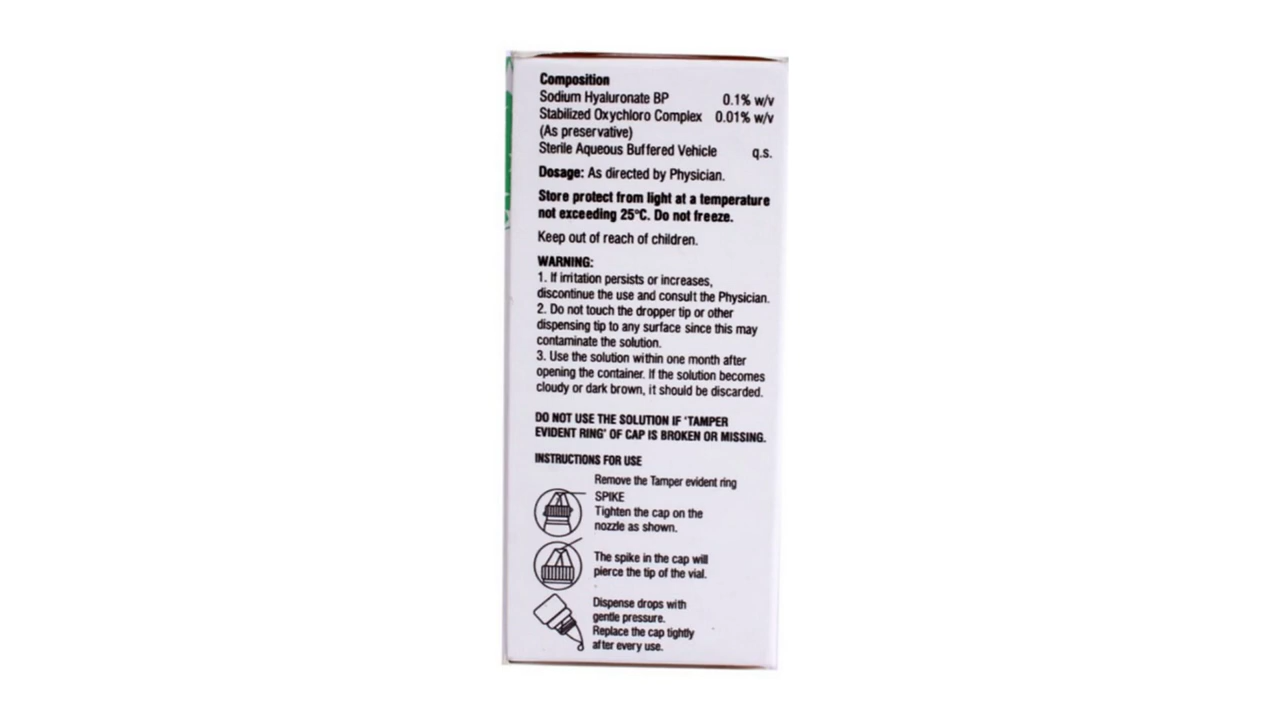 Composition
Sodium Hyaluronate BP 0.1% w/v
Stabilized Oxychloro Complex 0.01% w/v
(As preservative)
Sterile Aqueous Buffered Vehicle q.s.
Dosage: As directed by Physician.
Store protect from light at a temperature
not exceeding 25°C. Do not freeze.
Keep out of reach of children.
WARNING:
1. If irritation persists or increases,
discontinue the use and consult the Physician.
2. Do not touch the dropper tip or other
dispensing tip to any surface since this may
contaminate the solution.
3. Use the solution within one month after
opening the container. If the solution becomes
cloudy or dark brown, it should be discarded.
DO NOT USE THE SOLUTION IF 'TAMPER
EVIDENT RING' OF CAP IS BROKEN OR MISSING.
INSTRUCTIONS FOR USE
Remove the Tamper evident ring
SPIKE
Tighten the cap on the
nozzle as shown.
The spike in the cap will
pierce the tip of the vial.
Dispense drops with
gentle pressure.
Replace the cap tightly
after every use.